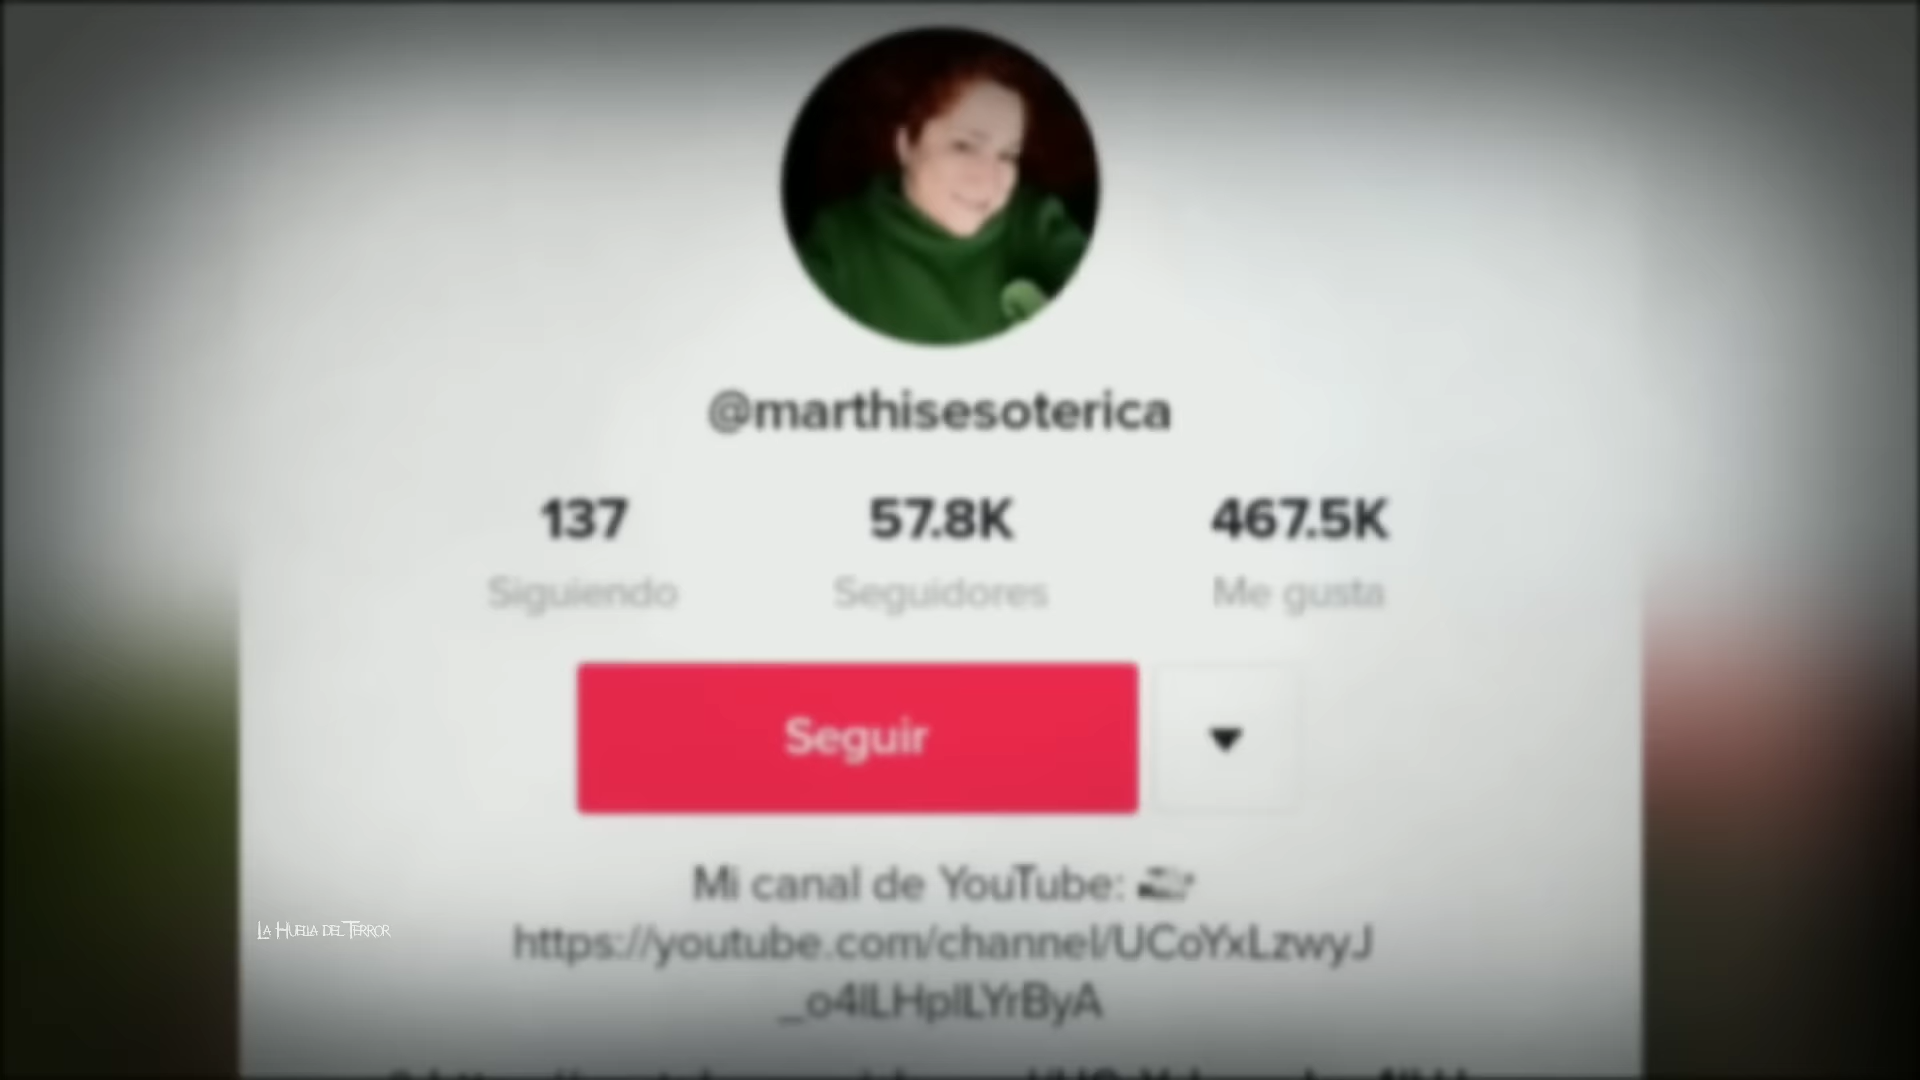 @marthisesoterica
137 57.8K 467.5K
Siguiendo Seguidores Me gusta
Seguir
Mi canal de YouTube:
https://youtube.com/channel/UCoYxLzwyJ
LA HUELLA DEL TERROR